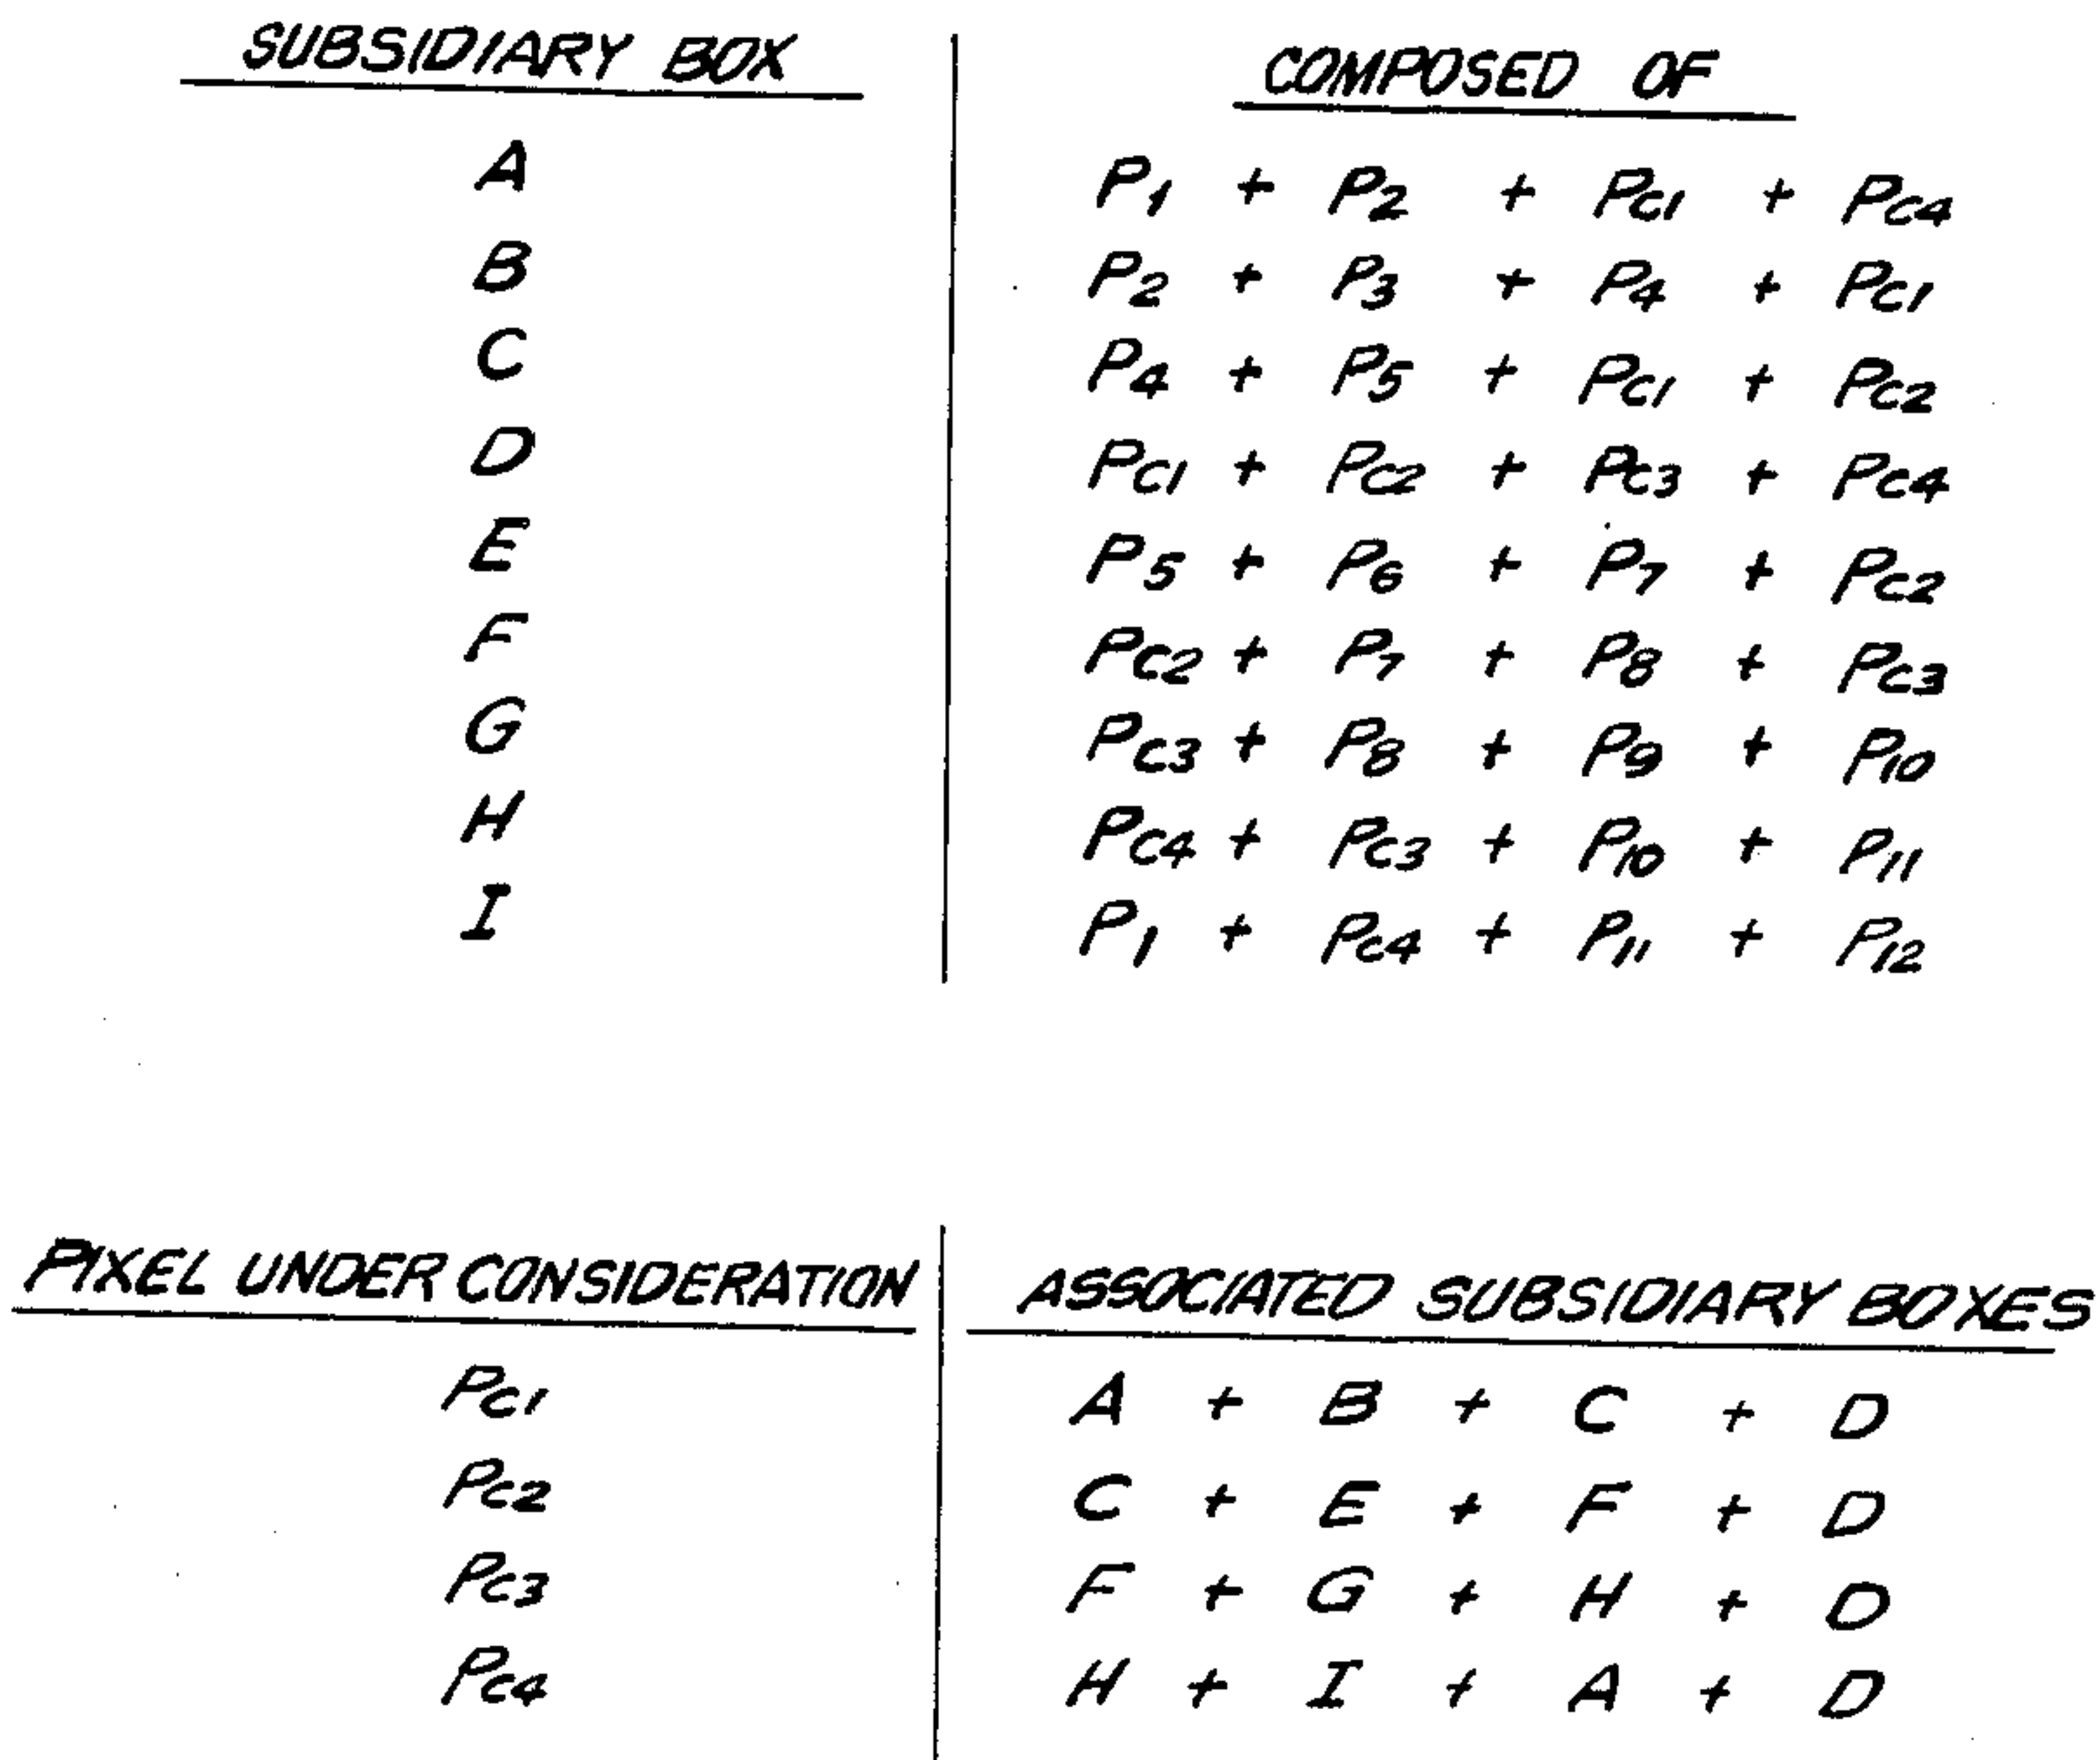 SUBSIDIARY BOX COMPOSED OF
A P1 + P2 + PC1 + PC4
B P2 + P3 + P4 + PC1
C P4 + P5 + PC1 + PC2
D PC1 + PC2 + PC3 + PC4
E P5 + P6 + P7 + PC2
F PC2 + P7 + P8 + PC3
G PC3 + P8 + P9 + P10
H PC4 + PC3 + P10 + P11
I P1 + PC4 + P11 + P12
PIXEL UNDER CONSIDERATION ASSOCIATED SUBSIDIARY BOXES
PC1 A + B + C + D
PC2 C + E + F + D
PC3 F + G + H + D
PC4 H + I + A + D